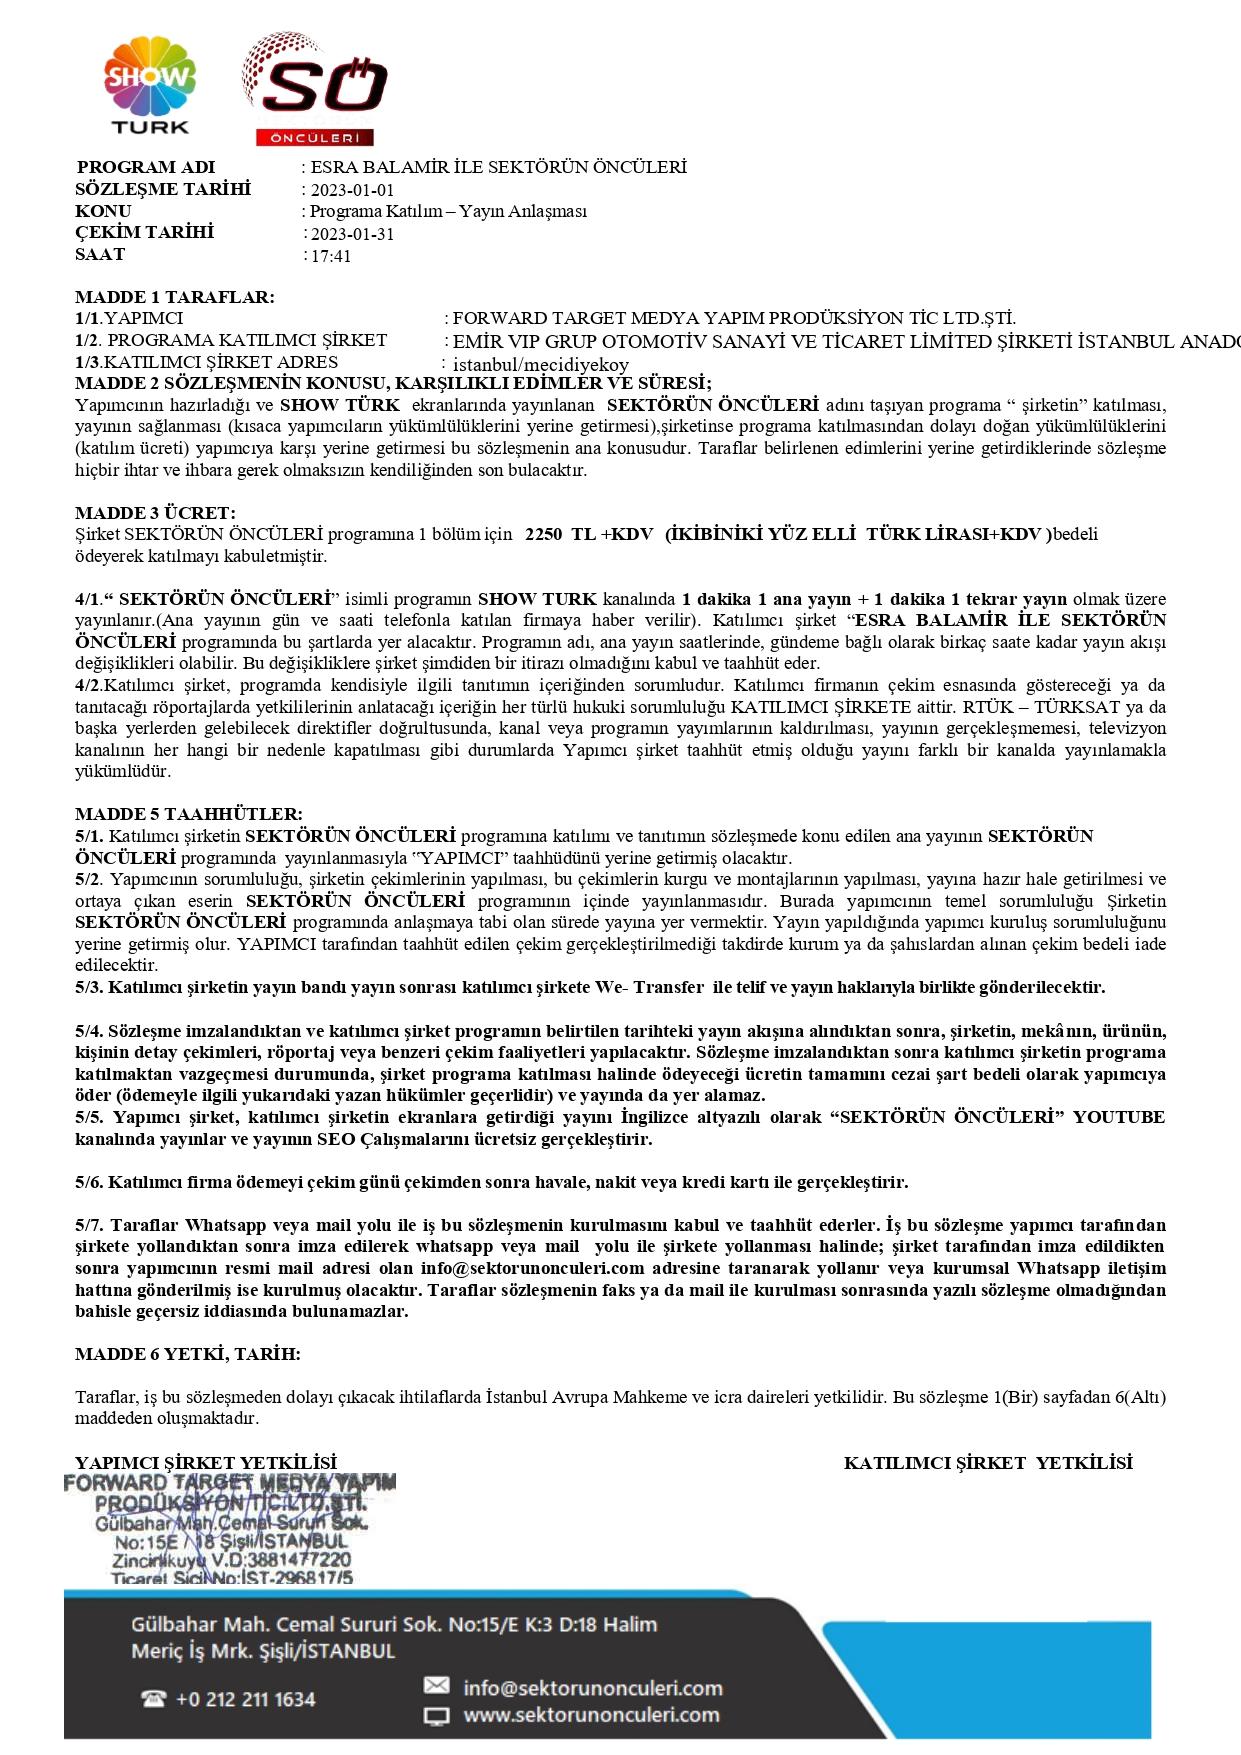 SHOW
TURK
SÖ
ÖNCÜLERİ
PROGRAM ADI : ESRA BALAMİR İLE SEKTÖRÜN ÖNCÜLERİ
SÖZLEŞME TARİHİ : 2023-01-01
KONU : Programa Katılım – Yayın Anlaşması
ÇEKİM TARİHİ : 2023-01-31
SAAT : 17:41
MADDE 1 TARAFLAR:
1/1.YAPIMCI : FORWARD TARGET MEDYA YAPIM PRODÜKSİYON TİC LTD.ŞTİ.
1/2. PROGRAMA KATILIMCI ŞİRKET : EMİR VIP GRUP OTOMOTİV SANAYİ VE TİCARET LİMİTED ŞİRKETİ İSTANBUL ANADO
1/3.KATILIMCI ŞİRKET ADRES : istanbul/mecidiyekoy
MADDE 2 SÖZLEŞMENİN KONUSU, KARŞILIKLI EDİMLER VE SÜRESİ;
Yapımcının hazırladığı ve SHOW TÜRK ekranlarında yayınlanan SEKTÖRÜN ÖNCÜLERİ adını taşıyan programa “ şirketin” katılması,
yayının sağlanması (kısaca yapımcıların yükümlülüklerini yerine getirmesi),şirketinse programa katılmasından dolayı doğan yükümlülüklerini
(katılım ücreti) yapımcıya karşı yerine getirmesi bu sözleşmenin ana konusudur. Taraflar belirlenen edimlerini yerine getirdiklerinde sözleşme
hiçbir ihtar ve ihbara gerek olmaksızın kendiliğinden son bulacaktır.
MADDE 3 ÜCRET:
Şirket SEKTÖRÜN ÖNCÜLERİ programına 1 bölüm için 2250 TL +KDV (İKİBİNİKİ YÜZ ELLİ TÜRK LİRASI+KDV )bedeli
ödeyerek katılmayı kabuletmiştir.
4/1.“ SEKTÖRÜN ÖNCÜLERİ” isimli programın SHOW TURK kanalında 1 dakika 1 ana yayın + 1 dakika 1 tekrar yayın olmak üzere
yayınlanır.(Ana yayının gün ve saati telefonla katılan firmaya haber verilir). Katılımcı şirket “ESRA BALAMİR İLE SEKTÖRÜN
ÖNCÜLERİ programında bu şartlarda yer alacaktır. Programın adı, ana yayın saatlerinde, gündeme bağlı olarak birkaç saate kadar yayın akışı
değişiklikleri olabilir. Bu değişikliklere şirket şimdiden bir itirazı olmadığını kabul ve taahhüt eder.
4/2.Katılımcı şirket, programda kendisiyle ilgili tanıtımın içeriğinden sorumludur. Katılımcı firmanın çekim esnasında göstereceği ya da
tanıtacağı röportajlarda yetkililerinin anlatacağı içeriğin her türlü hukuki sorumluluğu KATILIMCI ŞİRKETE aittir. RTÜK – TÜRKSAT ya da
başka yerlerden gelebilecek direktifler doğrultusunda, kanal veya programın yayımlarının kaldırılması, yayının gerçekleşmemesi, televizyon
kanalının her hangi bir nedenle kapatılması gibi durumlarda Yapımcı şirket taahhüt etmiş olduğu yayını farklı bir kanalda yayınlamakla
yükümlüdür.
MADDE 5 TAAHHÜTLER:
5/1. Katılımcı şirketin SEKTÖRÜN ÖNCÜLERİ programına katılımı ve tanıtımın sözleşmede konu edilen ana yayının SEKTÖRÜN
ÖNCÜLERİ programında yayınlanmasıyla “YAPIMCI” taahhüdünü yerine getirmiş olacaktır.
5/2. Yapımcının sorumluluğu, şirketin çekimlerinin yapılması, bu çekimlerin kurgu ve montajlarının yapılması, yayına hazır hale getirilmesi ve
ortaya çıkan eserin SEKTÖRÜN ÖNCÜLERİ programının içinde yayınlanmasıdır. Burada yapımcının temel sorumluluğu Şirketin
SEKTÖRÜN ÖNCÜLERİ programında anlaşmaya tabi olan sürede yayına yer vermektir. Yayın yapıldığında yapımcı kuruluş sorumluluğunu
yerine getirmiş olur. YAPIMCI tarafından taahhüt edilen çekim gerçekleştirilmediği takdirde kurum ya da şahıslardan alınan çekim bedeli iade
edilecektir.
5/3. Katılımcı şirketin yayın bandı yayın sonrası katılımcı şirkete We- Transfer ile telif ve yayın haklarıyla birlikte gönderilecektir.
5/4. Sözleşme imzalandıktan ve katılımcı şirket programın belirtilen tarihteki yayın akışına alındıktan sonra, şirketin, mekânın, ürünün,
kişinin detay çekimleri, röportaj veya benzeri çekim faaliyetleri yapılacaktır. Sözleşme imzalandıktan sonra katılımcı şirketin programa
katılmaktan vazgeçmesi durumunda, şirket programa katılması halinde ödeyeceği ücretin tamamını cezai şart bedeli olarak yapımcıya
öder (ödemeyle ilgili yukarıdaki yazan hükümler geçerlidir) ve yayında da yer alamaz.
5/5. Yapımcı şirket, katılımcı şirketin ekranlara getirdiği yayını İngilizce altyazılı olarak “SEKTÖRÜN ÖNCÜLERİ” YOUTUBE
kanalında yayınlar ve yayının SEO Çalışmalarını ücretsiz gerçekleştirir.
5/6. Katılımcı firma ödemeyi çekim günü çekimden sonra havale, nakit veya kredi kartı ile gerçekleştirir.
5/7. Taraflar Whatsapp veya mail yolu ile iş bu sözleşmenin kurulmasını kabul ve taahhüt ederler. İş bu sözleşme yapımcı tarafından
şirkete yollandıktan sonra imza edilerek whatsapp veya mail yolu ile şirkete yollanması halinde; şirket tarafından imza edildikten
sonra yapımcının resmi mail adresi olan info@sektorunonculeri.com adresine taranarak yollanır veya kurumsal Whatsapp iletişim
hattına gönderilmiş ise kurulmuş olacaktır. Taraflar sözleşmenin faks ya da mail ile kurulması sonrasında yazılı sözleşme olmadığından
bahisle geçersiz iddiasında bulunamazlar.
MADDE 6 YETKİ, TARİH:
Taraflar, iş bu sözleşmeden dolayı çıkacak ihtilaflarda İstanbul Avrupa Mahkeme ve icra daireleri yetkilidir. Bu sözleşme 1(Bir) sayfadan 6(Altı)
maddeden oluşmaktadır.
YAPIMCI ŞİRKET YETKİLİSİ KATILIMCI ŞİRKET YETKİLİSİ
FORWARD TARGET MEDYA YAPIM
PRODÜKSİYON TİC.LTD.ŞTİ.
Gülbahar Mah.Cemal Sururi Sok.
No:15E / 18 Şişli/İSTANBUL
Zincirlikuyu V.D:3881477220
Ticaret Sicil No:İST-296817/5
Gülbahar Mah. Cemal Sururi Sok. No:15/E K:3 D:18 Halim
Meriç İş Mrk. Şişli/İSTANBUL
+0 212 211 1634
info@sektorunonculeri.com
www.sektorunonculeri.com